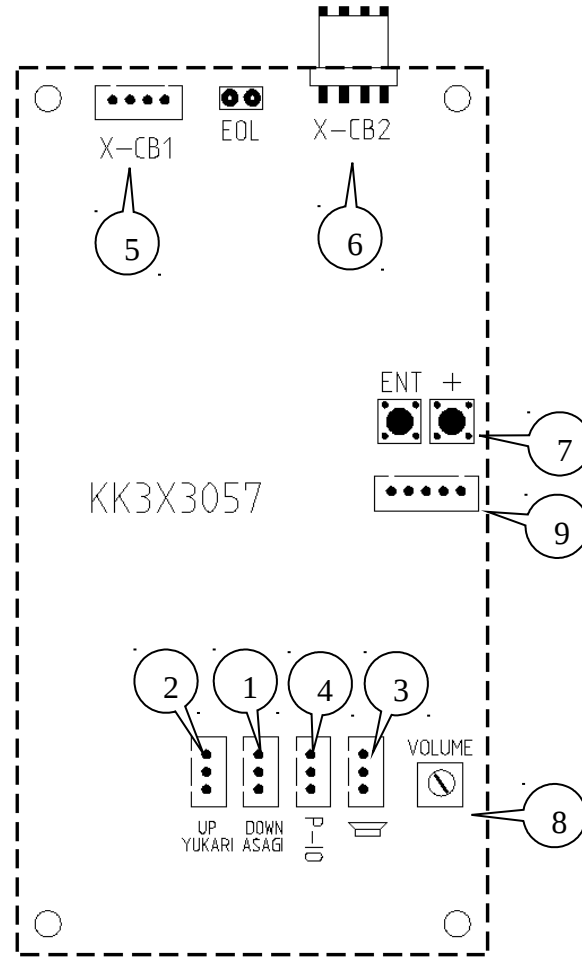 EOL
X-CB1
X-CB2
5
6
ENT +
7
KK3X3057
9
2
1
4
3
VOLUME
8
UP
YUKARI
DOWN
ASAGI
P-IO